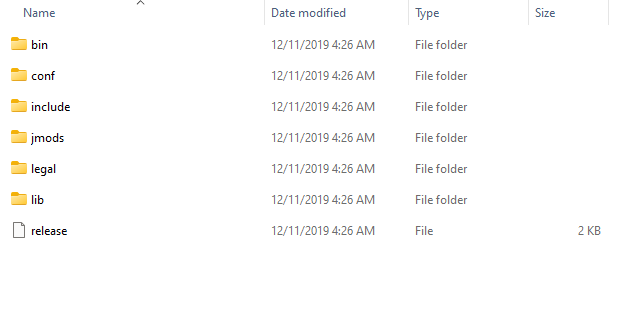 Name Date modified Type Size
bin 12/11/2019 4:26 AM File folder
conf 12/11/2019 4:26 AM File folder
include 12/11/2019 4:26 AM File folder
jmods 12/11/2019 4:26 AM File folder
legal 12/11/2019 4:26 AM File folder
lib 12/11/2019 4:26 AM File folder
release 12/11/2019 4:26 AM File 2 KB